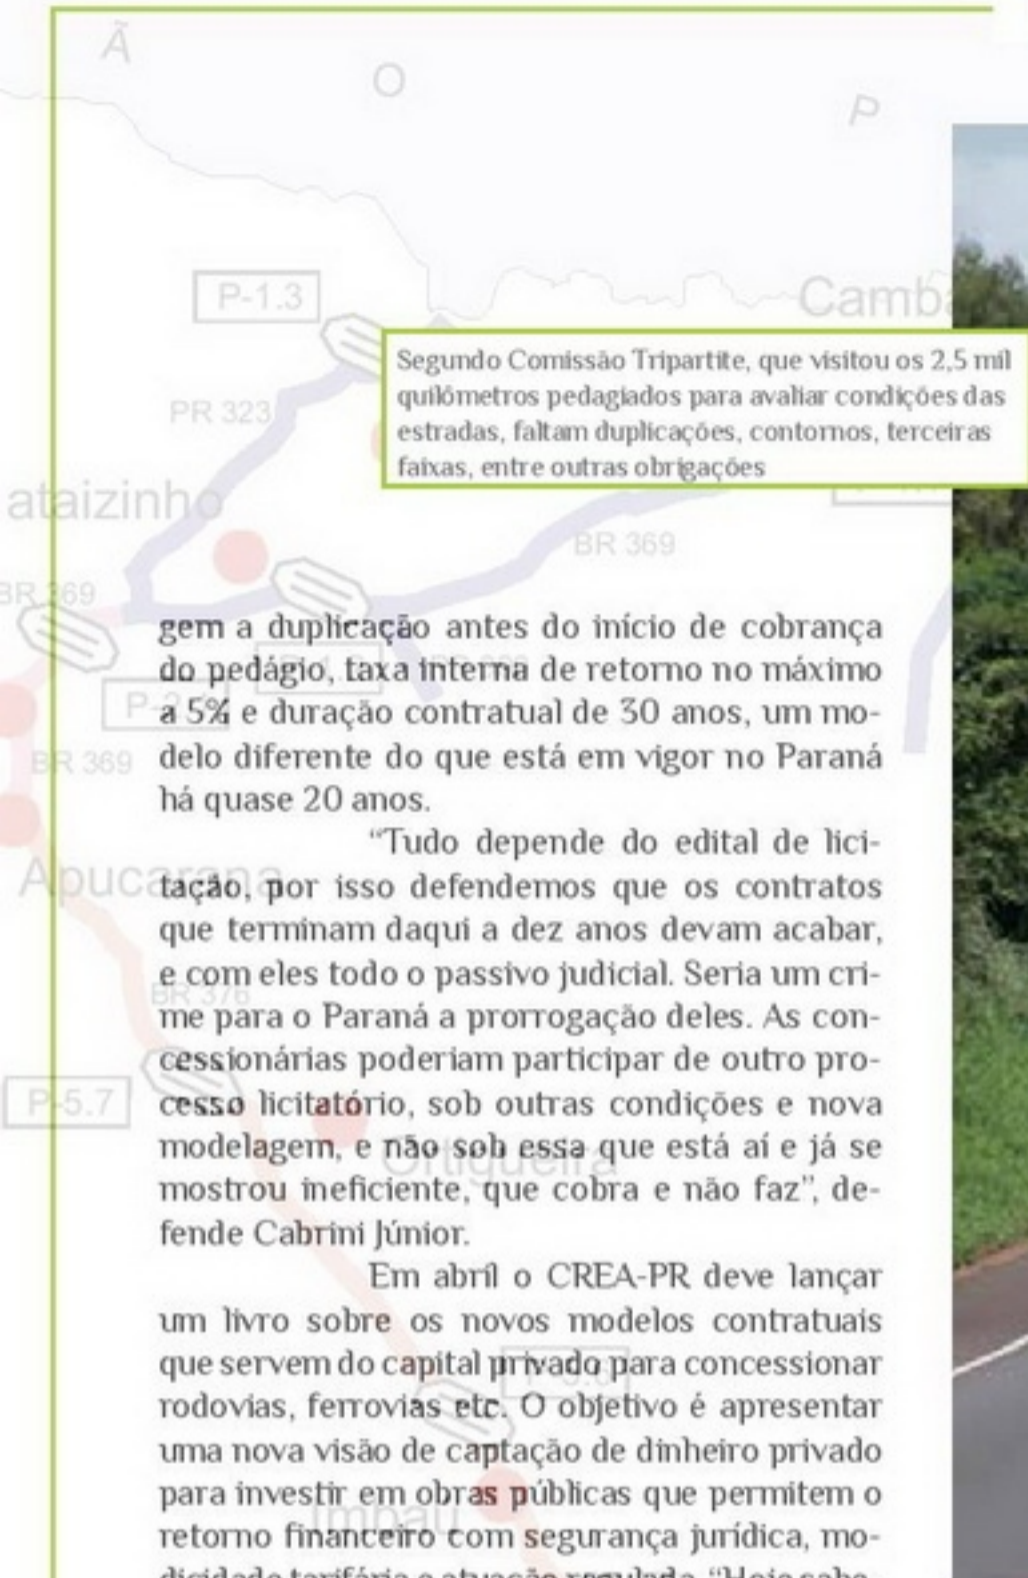 Ã
O
P
P-1.3
Camb
Segundo Comissão Tripartite, que visitou os 2,5 mil
quilômetros pedagiados para avaliar condições das
estradas, faltam duplicações, contornos, terceiras
faixas, entre outras obrigações
PR 323
ataizinho
BR 369
BR 369
gem a duplicação antes do início de cobrança
do pedágio, taxa interna de retorno no máximo
a 5% e duração contratual de 30 anos, um mo-
delo diferente do que está em vigor no Paraná
há quase 20 anos.
BR 369
"Tudo depende do edital de lici-
Apucarana
tação, por isso defendemos que os contratos
que terminam daqui a dez anos devam acabar,
e com eles todo o passivo judicial. Seria um cri-
BR 376
me para o Paraná a prorrogação deles. As con-
cessionárias poderiam participar de outro pro-
P-5.7
cesso licitatório, sob outras condições e nova
modelagem, e não sob essa que está aí e já se
Ortigueira
mostrou ineficiente, que cobra e não faz", de-
fende Cabrini Júnior.
Em abril o CREA-PR deve lançar
um livro sobre os novos modelos contratuais
que servem do capital privado para concessionar
rodovias, ferrovias etc. O objetivo é apresentar
uma nova visão de captação de dinheiro privado
para investir em obras públicas que permitem o
Imbaú
retorno financeiro com segurança jurídica, mo-